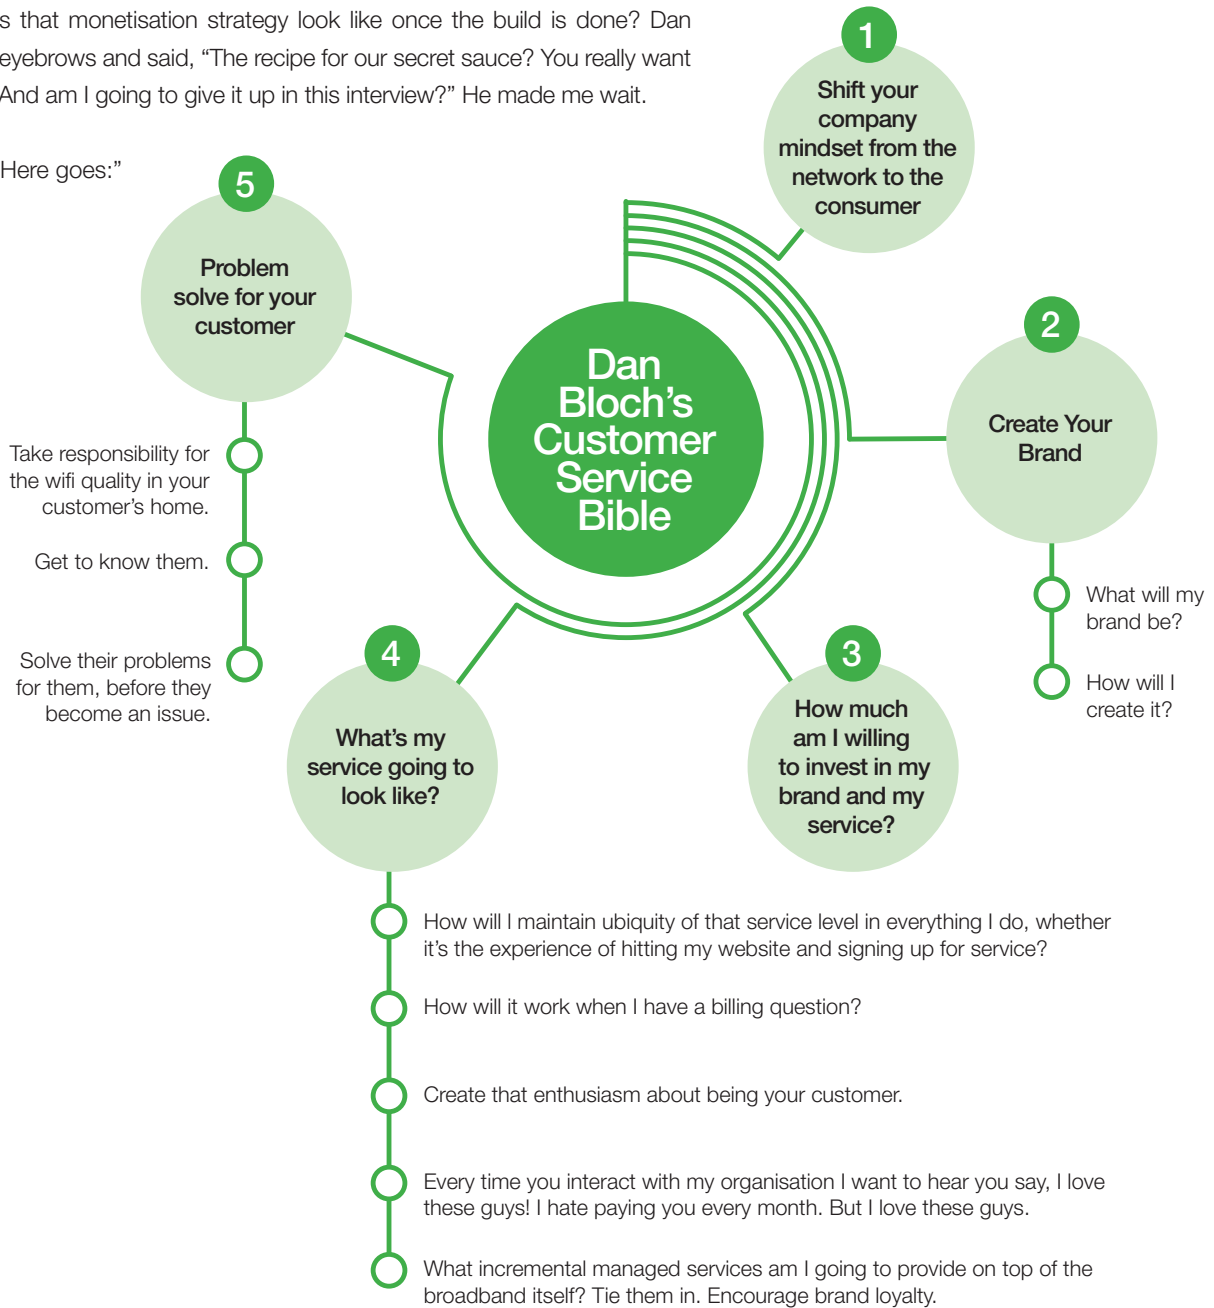 s that monetisation strategy look like once the build is done? Dan
eyebrows and said, “The recipe for our secret sauce? You really want
And am I going to give it up in this interview?” He made me wait.
Here goes:”
Dan
Bloch’s
Customer
Service
Bible
1
Shift your
company
mindset from the
network to the
consumer
2
Create Your
Brand
What will my
brand be?
How will I
create it?
3
How much
am I willing
to invest in my
brand and my
service?
4
What’s my
service going to
look like?
How will I maintain ubiquity of that service level in everything I do, whether
it’s the experience of hitting my website and signing up for service?
How will it work when I have a billing question?
Create that enthusiasm about being your customer.
Every time you interact with my organisation I want to hear you say, I love
these guys! I hate paying you every month. But I love these guys.
What incremental managed services am I going to provide on top of the
broadband itself? Tie them in. Encourage brand loyalty.
5
Problem
solve for your
customer
Take responsibility for
the wifi quality in your
customer’s home.
Get to know them.
Solve their problems
for them, before they
become an issue.